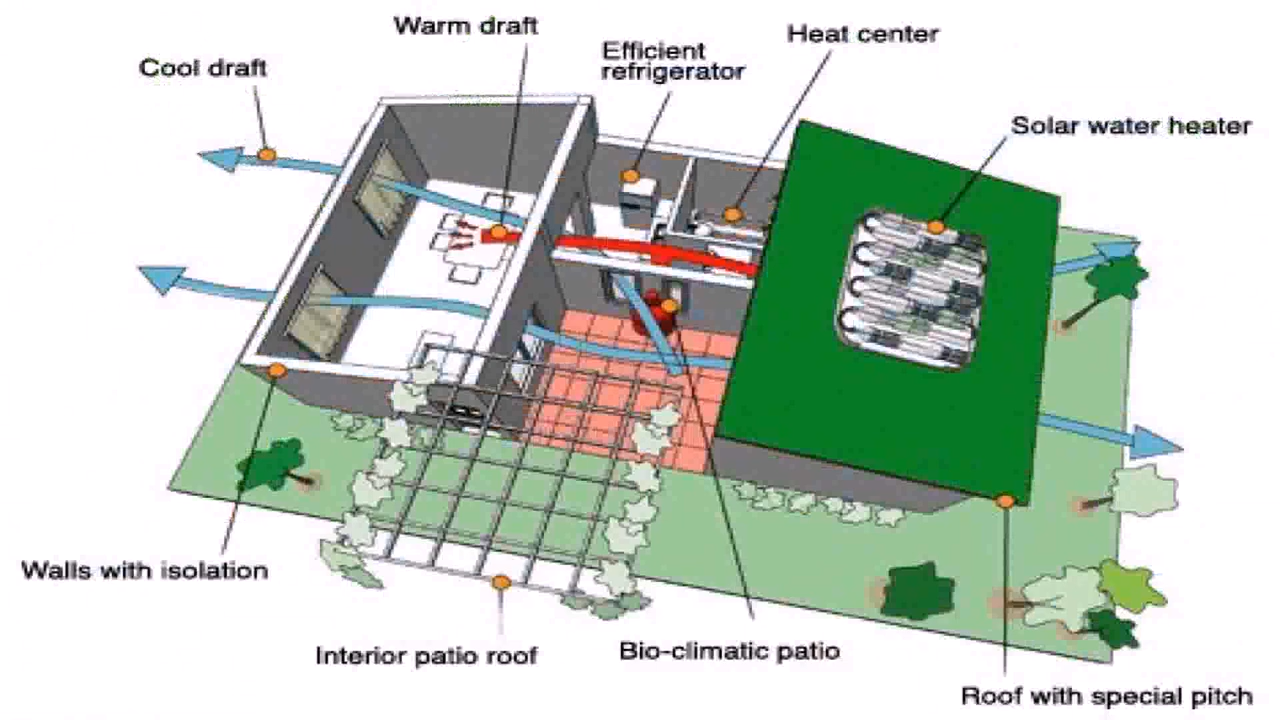 Warm draft
Efficient
refrigerator
Heat center
Cool draft
Solar water heater
Walls with isolation
Interior patio roof
Bio-climatic patio
Roof with special pitch